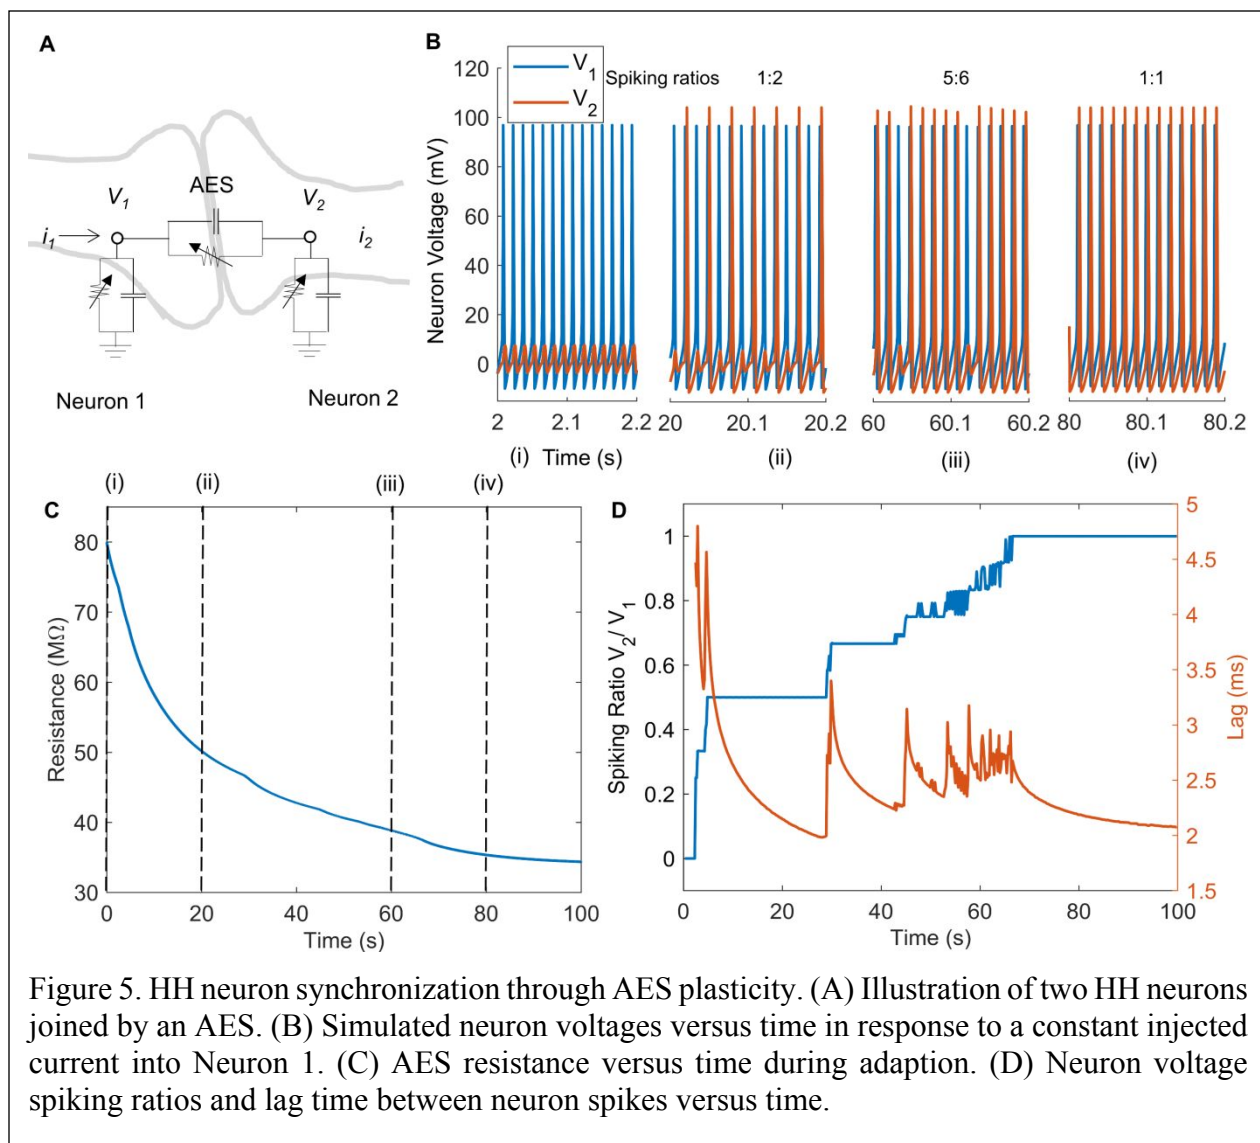 A
AES
V1
V2
i1
i2
Neuron 1
Neuron 2
B
V1
V2
Spiking ratios 1:2 5:6 1:1
Neuron Voltage (mV)
120
100
80
60
40
20
0
2 2.1 2.2 20 20.1 20.2 60 60.1 60.2 80 80.1 80.2
(i) Time (s) (ii) (iii) (iv)
(i) (ii) (iii) (iv)
C
Resistance (MΩ)
80
70
60
50
40
30
0 20 40 60 80 100
Time (s)
D
Spiking Ratio V2/ V1
1
0.8
0.6
0.4
0.2
0
5
4.5
4
3.5
3
2.5
2
1.5
Lag (ms)
0 20 40 60 80 100
Time (s)
Figure 5. HH neuron synchronization through AES plasticity. (A) Illustration of two HH neurons
joined by an AES. (B) Simulated neuron voltages versus time in response to a constant injected
current into Neuron 1. (C) AES resistance versus time during adaption. (D) Neuron voltage
spiking ratios and lag time between neuron spikes versus time.